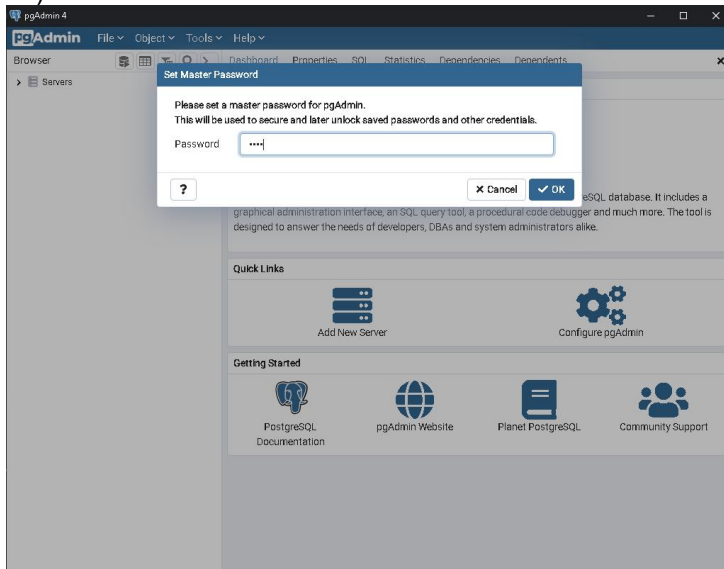 pgAdmin 4
pgAdmin File Object Tools Help
Browser Dashboard Properties SQL Statistics Dependencies Dependents
Servers
Set Master Password
Please set a master password for pgAdmin.
This will be used to secure and later unlock saved passwords and other credentials.
Password ••••
? Cancel OK
eSQL database. It includes a
graphical administration interface, an SQL query tool, a procedural code debugger and much more. The tool is
designed to answer the needs of developers, DBAs and system administrators alike.
Quick Links
Add New Server Configure pgAdmin
Getting Started
PostgreSQL
Documentation
pgAdmin Website
Planet PostgreSQL
Community Support